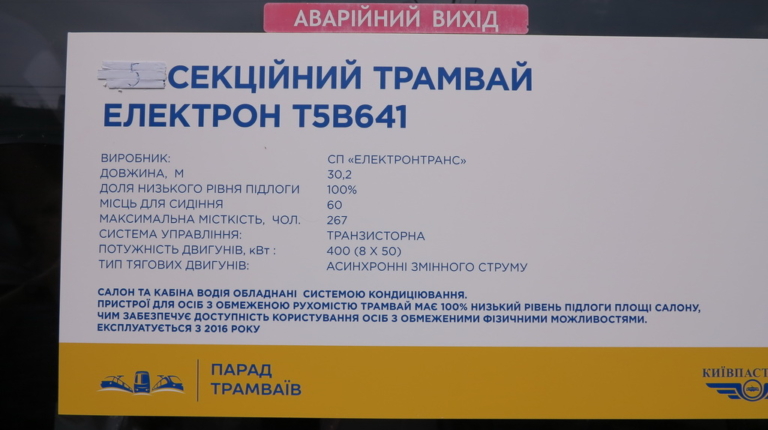 АВАРІЙНИЙ ВИХІД
5 СЕКЦІЙНИЙ ТРАМВАЙ
ЕЛЕКТРОН Т5В641
ВИРОБНИК: СП «ЕЛЕКТРОНТРАНС»
ДОВЖИНА, М 30,2
ДОЛЯ НИЗЬКОГО РІВНЯ ПІДЛОГИ 100%
МІСЦЬ ДЛЯ СИДІННЯ 60
МАКСИМАЛЬНА МІСТКІСТЬ, ЧОЛ. 267
СИСТЕМА УПРАВЛІННЯ: ТРАНЗИСТОРНА
ПОТУЖНІСТЬ ДВИГУНІВ, кВт : 400 (8 Х 50)
ТИП ТЯГОВИХ ДВИГУНІВ: АСИНХРОННІ ЗМІННОГО СТРУМУ
САЛОН ТА КАБІНА ВОДІЯ ОБЛАДНАНІ СИСТЕМОЮ КОНДИЦІЮВАННЯ.
ПРИСТРОЇ ДЛЯ ОСІБ З ОБМЕЖЕНОЮ РУХОМІСТЮ ТРАМВАЙ МАЄ 100% НИЗЬКИЙ РІВЕНЬ ПІДЛОГИ ПЛОЩІ САЛОНУ,
ЧИМ ЗАБЕЗПЕЧУЄ ДОСТУПНІСТЬ КОРИСТУВАННЯ ОСІБ З ОБМЕЖЕНИМИ ФІЗИЧНИМИ МОЖЛИВОСТЯМИ.
ЕКСПЛУАТУЄТЬСЯ З 2016 РОКУ
ПАРАД
ТРАМВАЇВ
КИЇВПАСТ